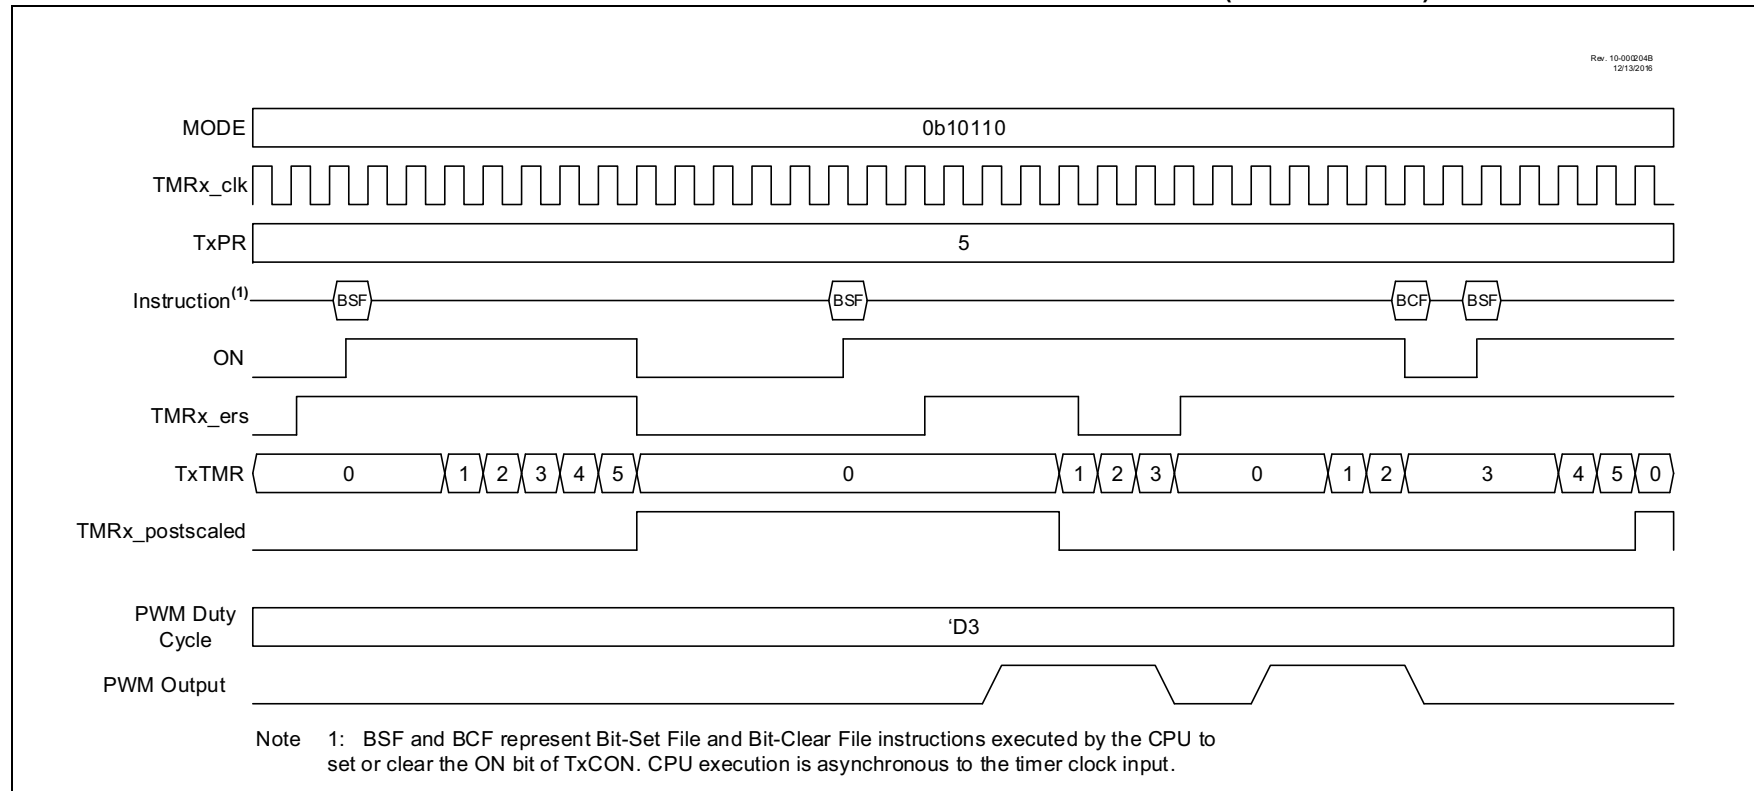 Rev. 10-000204B
12/13/2016
MODE 0b10110
TMRx_clk
TxPR 5
Instruction(1) BSF BSF BCF BSF
ON
TMRx_ers
TxTMR 0 1 2 3 4 5 0 1 2 3 0 1 2 3 4 5 0
TMRx_postscaled
PWM Duty
Cycle
‘D3
PWM Output
Note 1: BSF and BCF represent Bit-Set File and Bit-Clear File instructions executed by the CPU to
set or clear the ON bit of TxCON. CPU execution is asynchronous to the timer clock input.